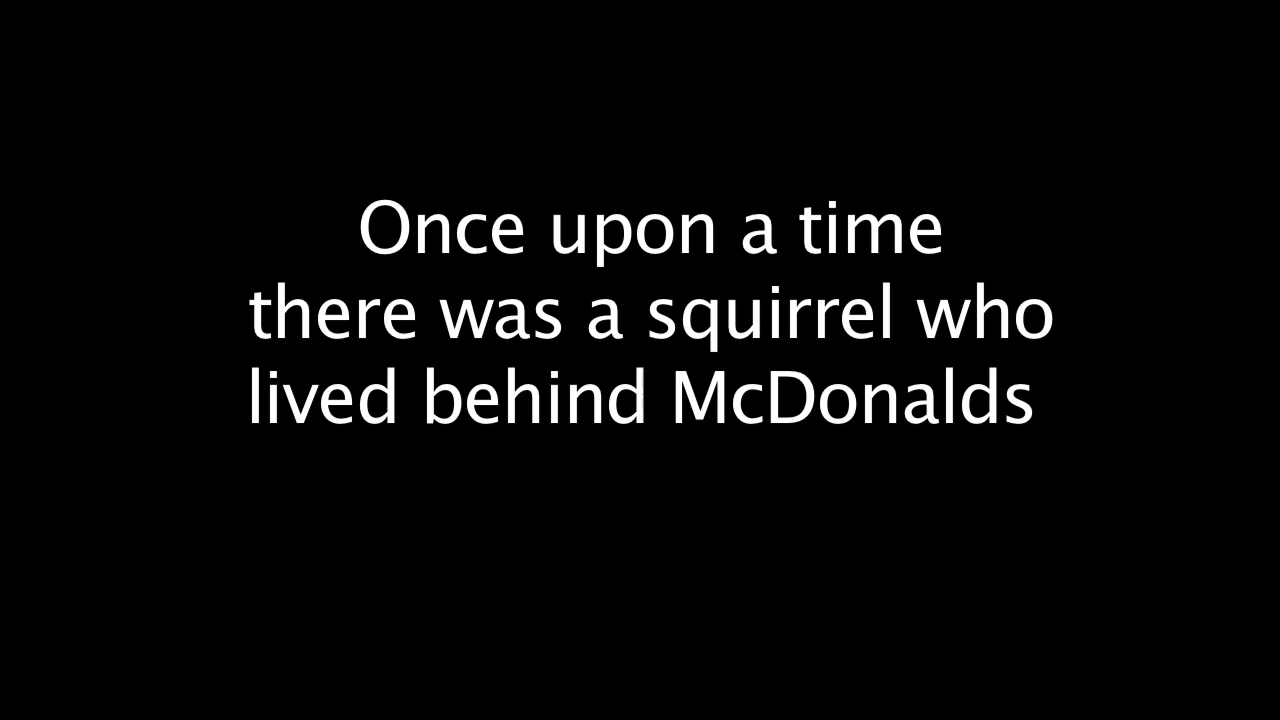 Once upon a time
there was a squirrel who
lived behind McDonalds